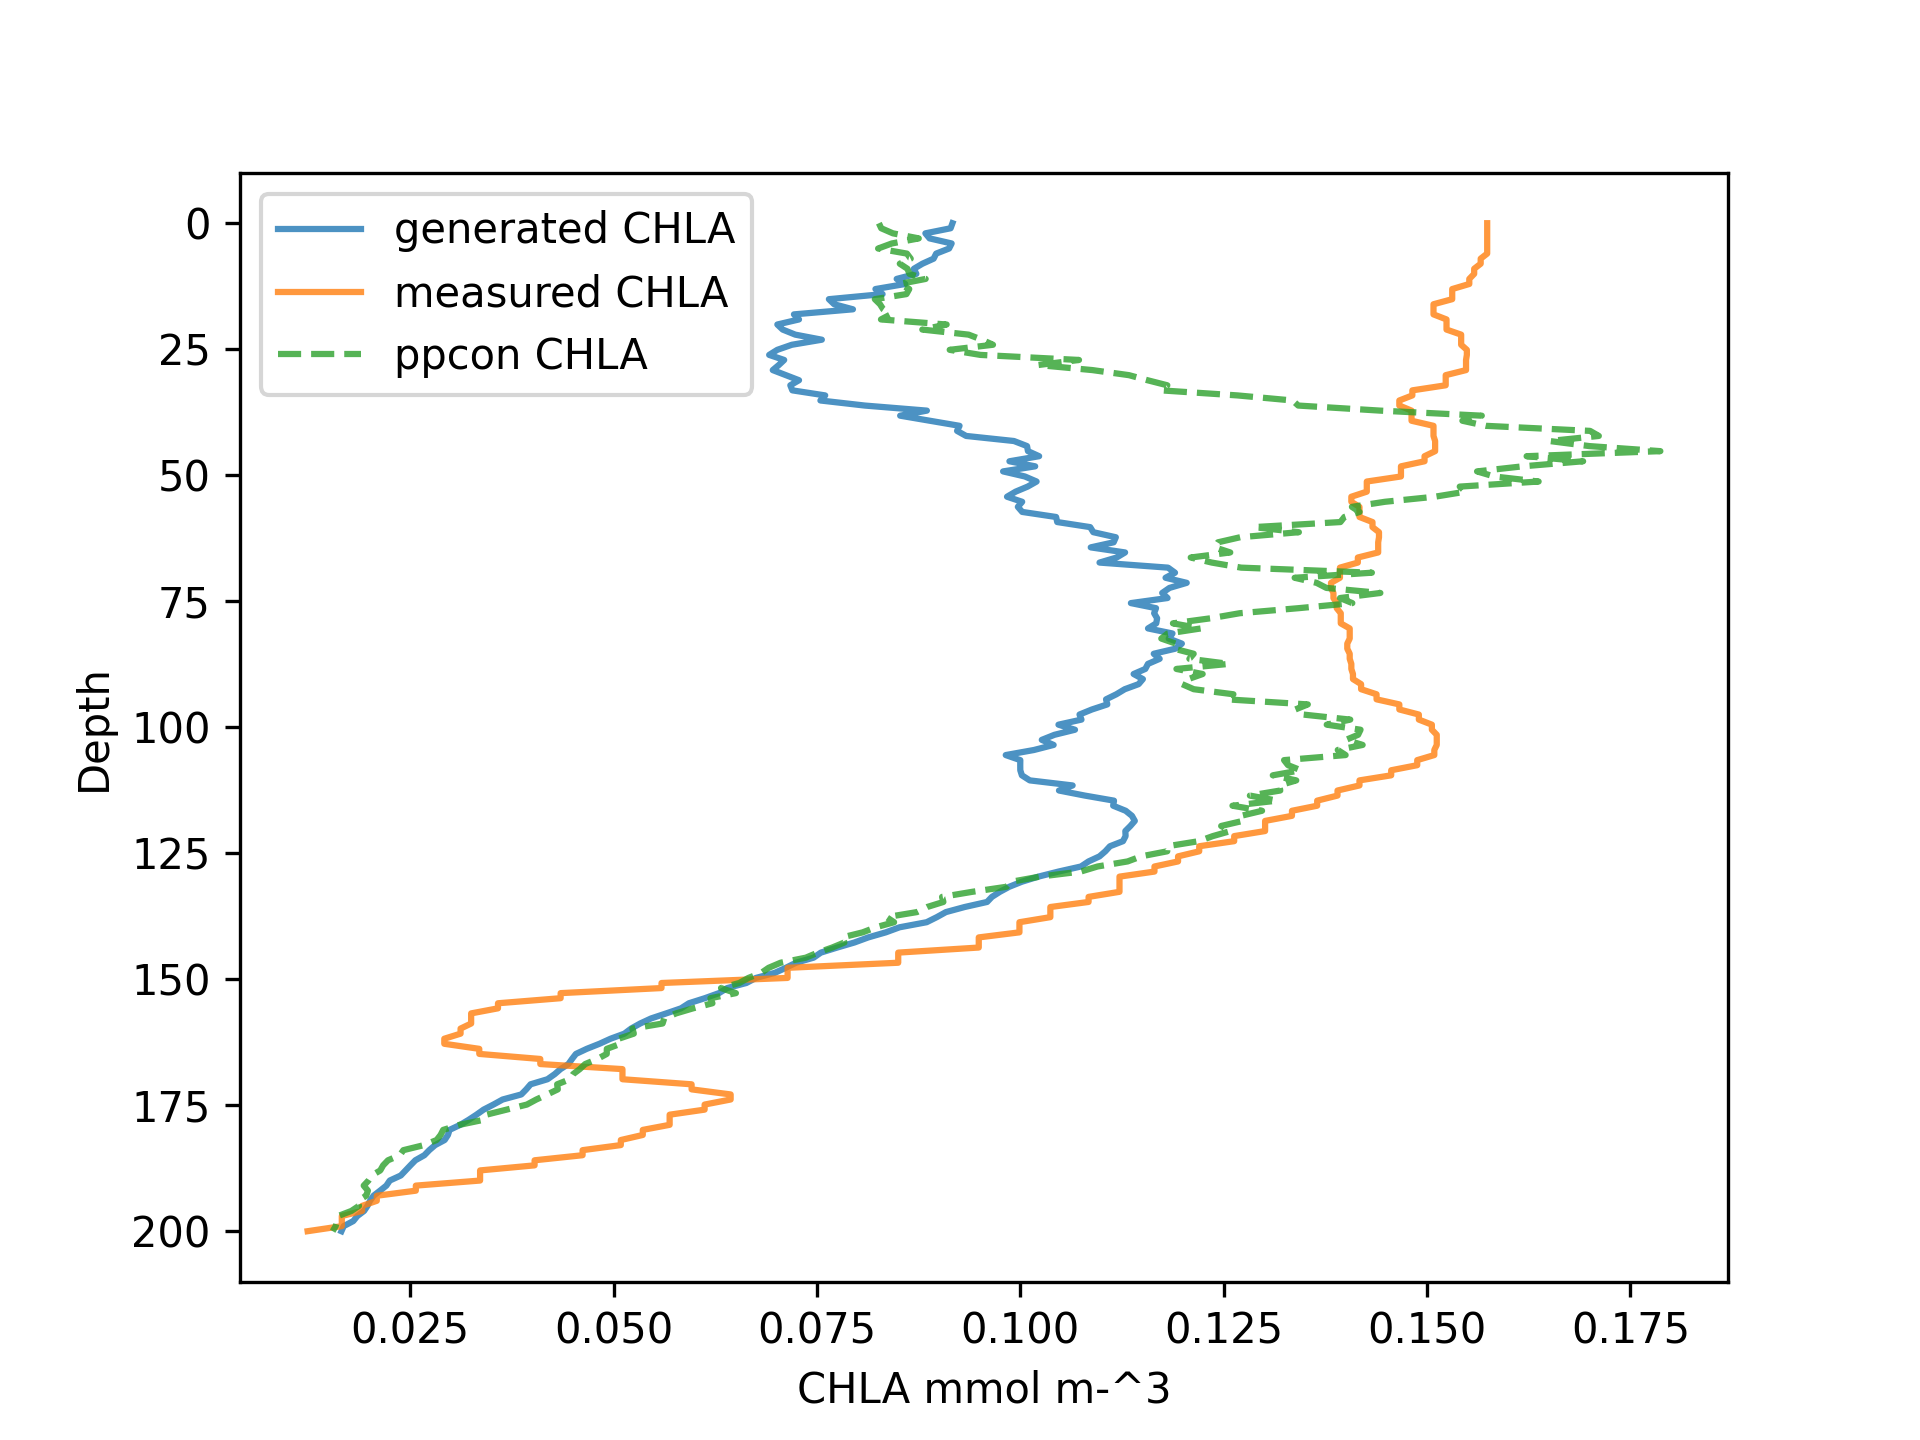 generated CHLA
measured CHLA
ppcon CHLA
0
25
50
75
100
125
150
175
200
Depth
0.025 0.050 0.075 0.100 0.125 0.150 0.175
CHLA mmol m-^3